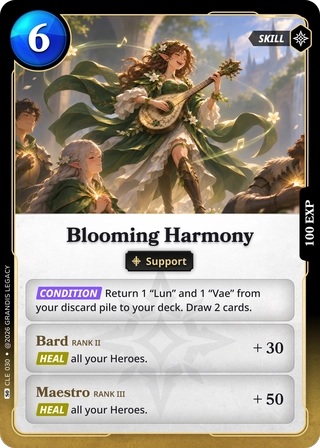 6
SKILL
Blooming Harmony
Support
CONDITION Return 1 “Lun” and 1 “Vae” from
your discard pile to your deck. Draw 2 cards.
Bard RANK II
HEAL all your Heroes.
+30
Maestro RANK III
HEAL all your Heroes.
+50
100 EXP
CLE 030 • @2026 GRANDIS LEGACY